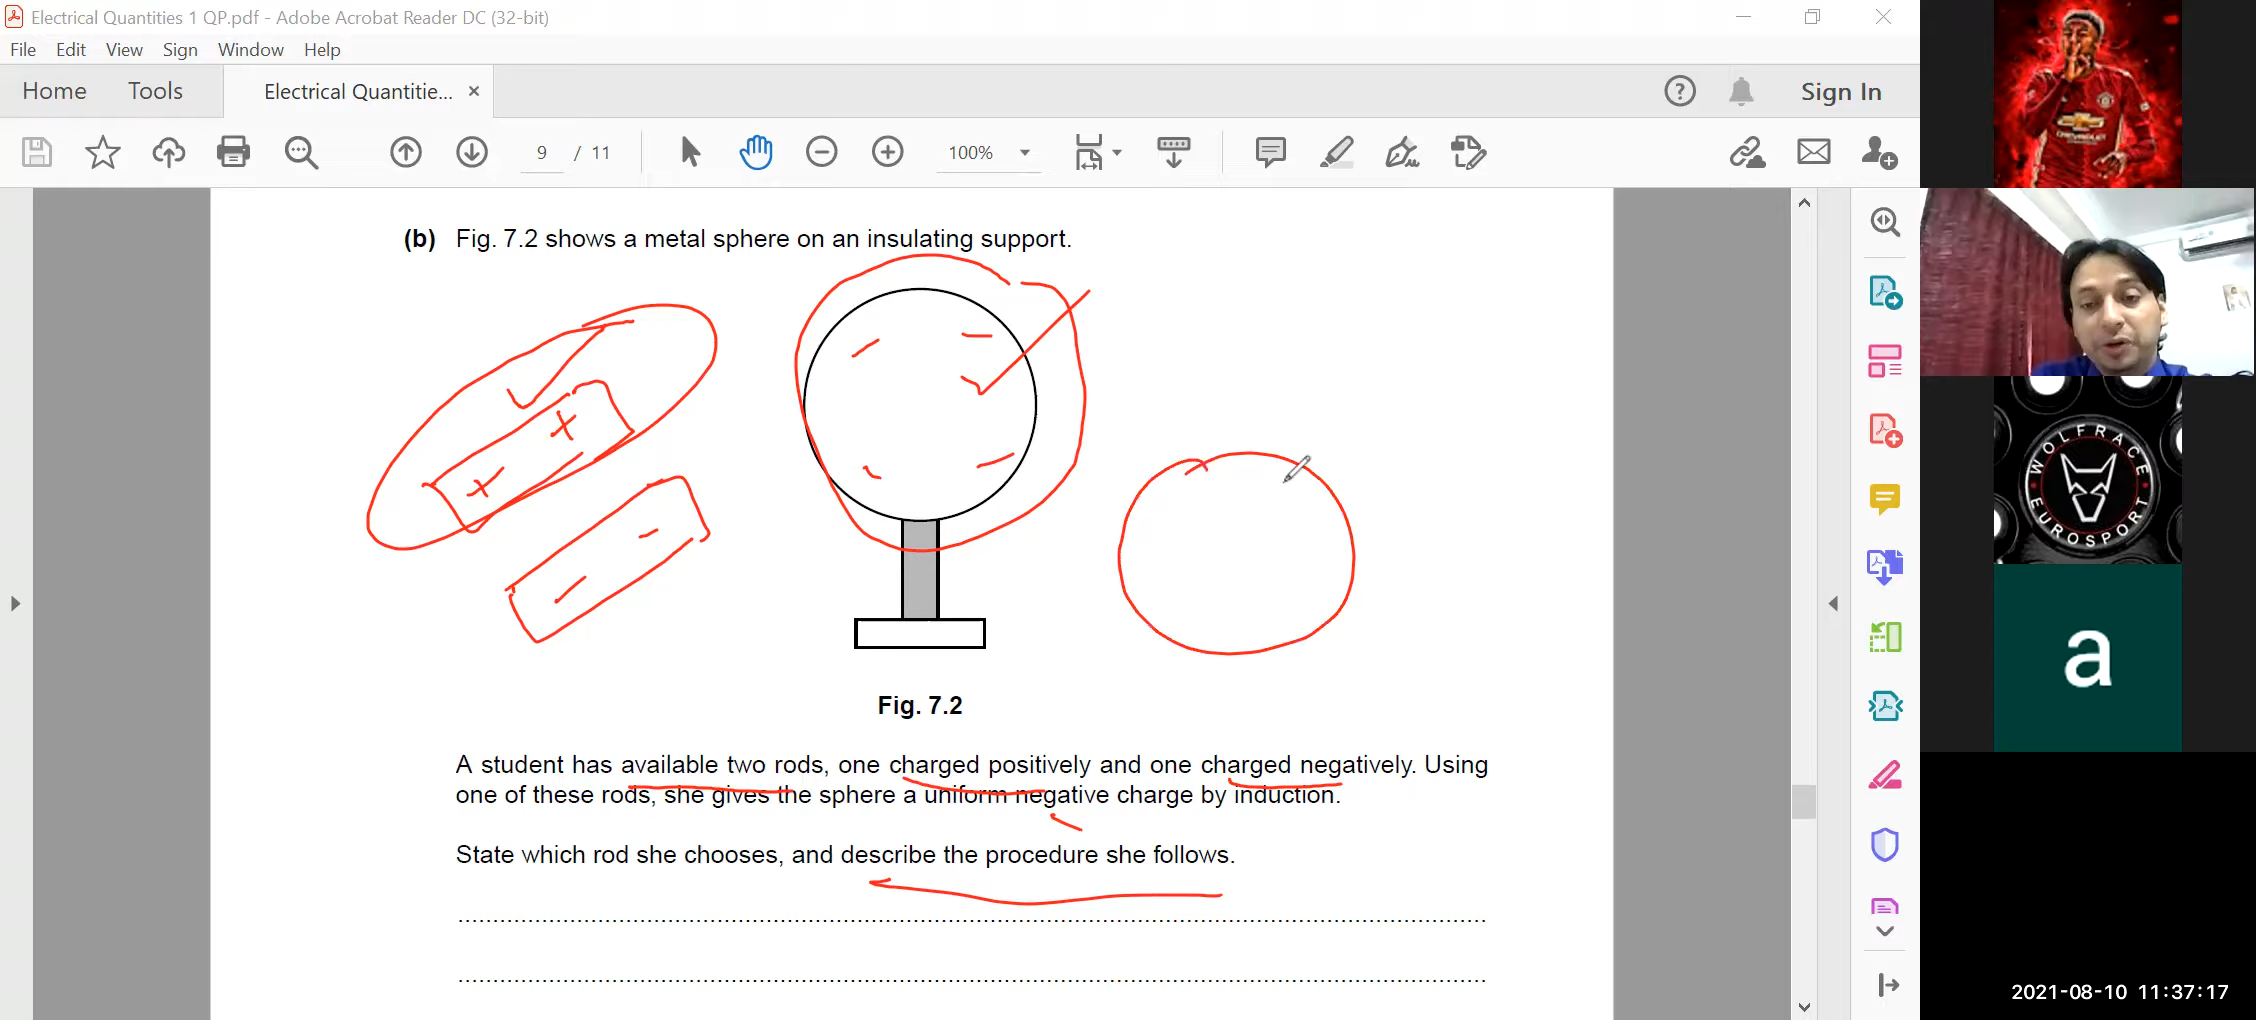 Electrical Quantities 1 QP.pdf - Adobe Acrobat Reader DC (32-bit)
File Edit View Sign Window Help
Home Tools Electrical Quantitie... × Sign In
9 / 11 100%
(b) Fig. 7.2 shows a metal sphere on an insulating support.
Fig. 7.2
A student has available two rods, one charged positively and one charged negatively. Using
one of these rods, she gives the sphere a uniform negative charge by induction.
State which rod she chooses, and describe the procedure she follows.
CHEVROLET
WOLFRACE
EUROSPORT
a
2021-08-10 11:37:17